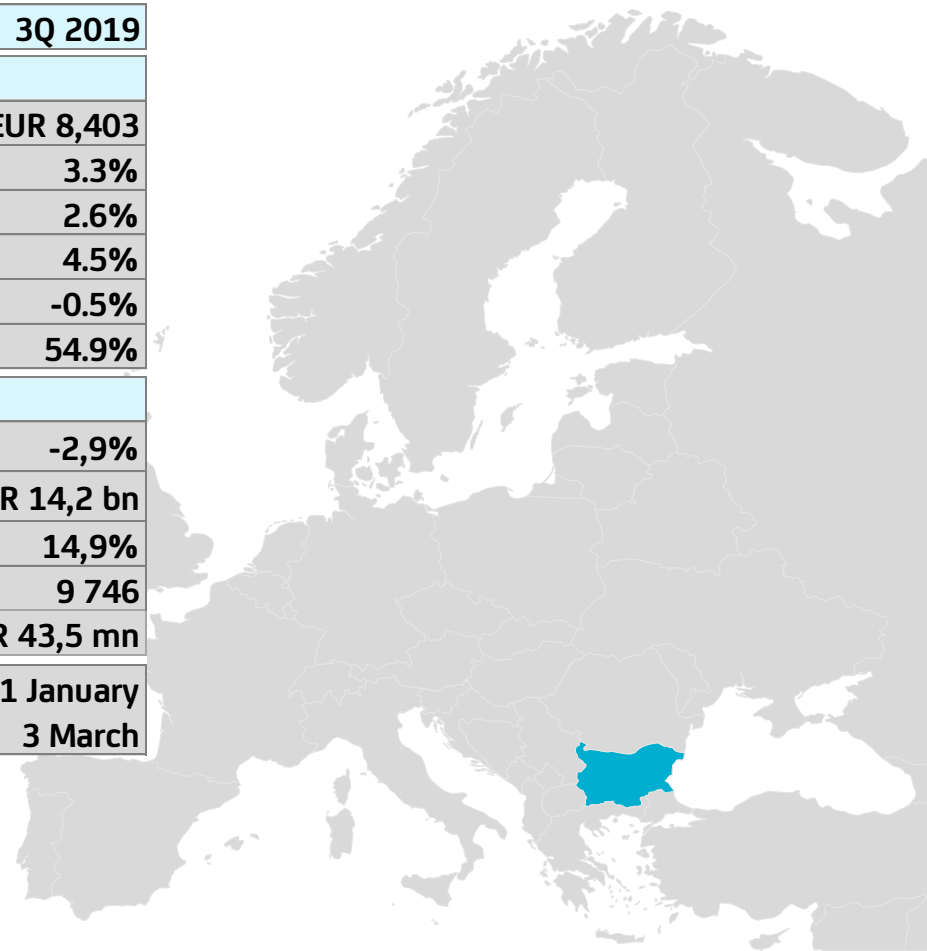 3Q 2019
EUR 8,403
3.3%
2.6%
4.5%
-0.5%
54.9%
-2,9%
R 14,2 bn
14,9%
9 746
R 43,5 mn
1 January
3 March